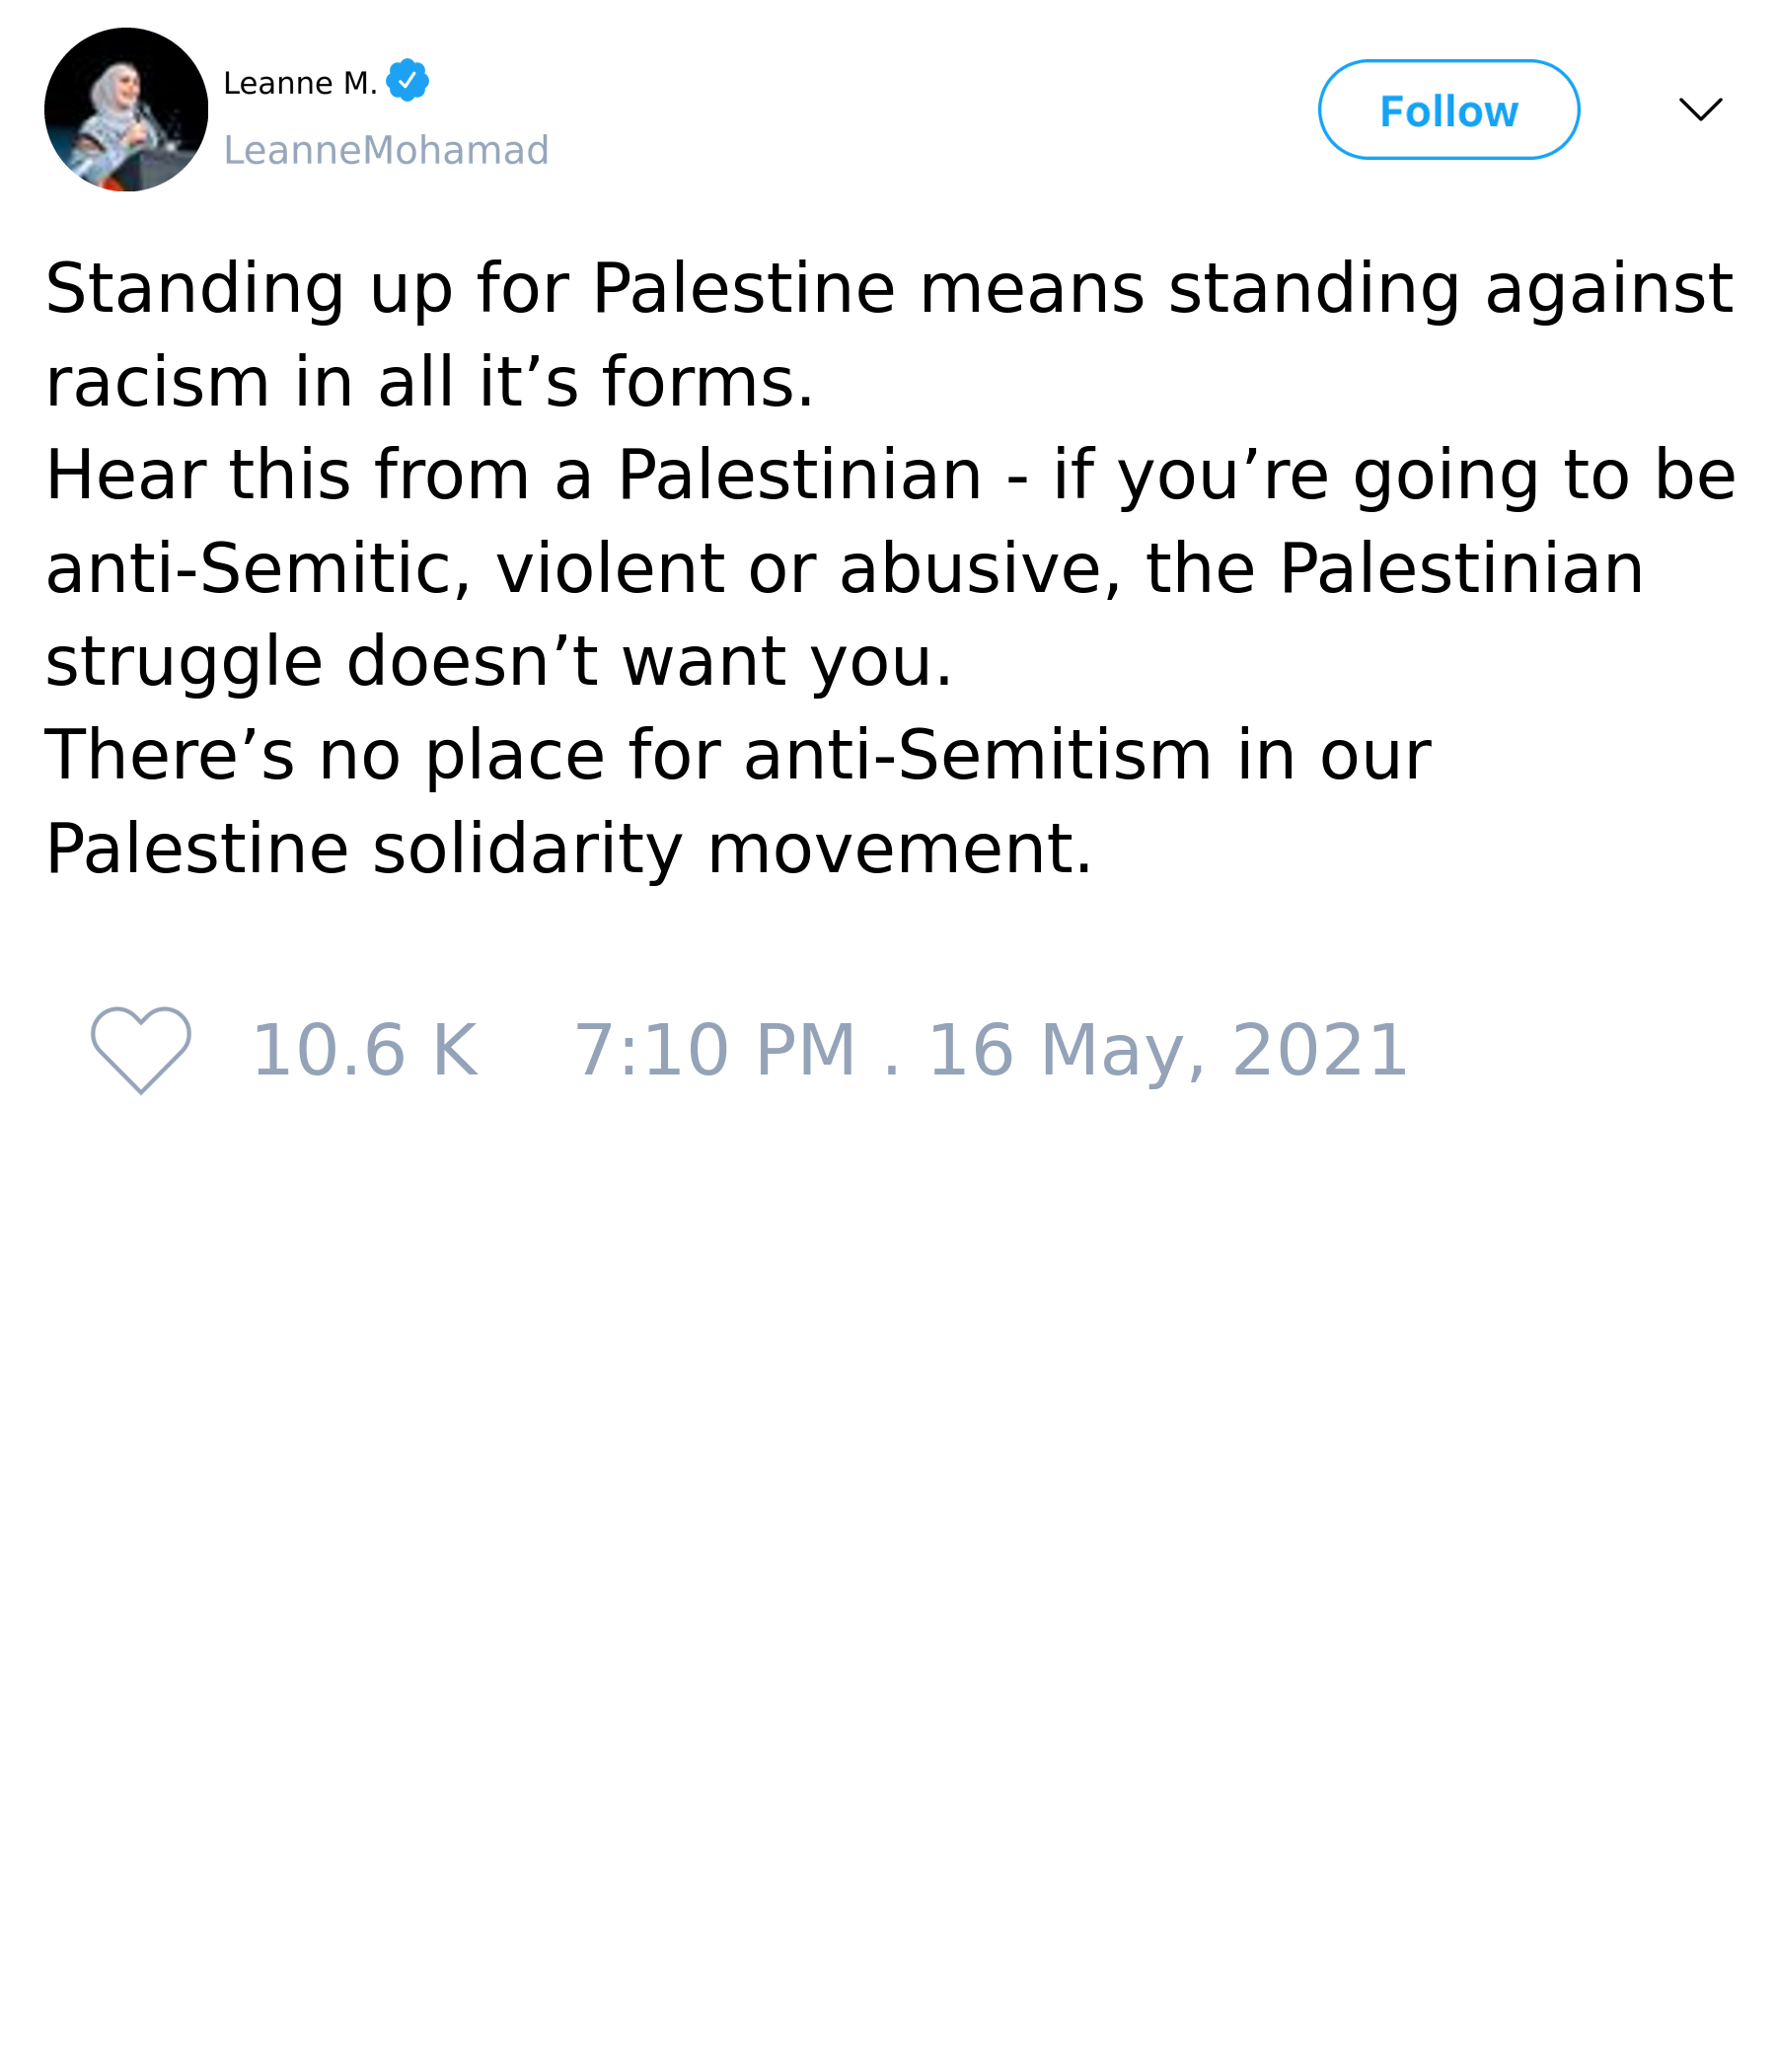 Leanne M.
LeanneMohamad
Follow
Standing up for Palestine means standing against
racism in all it’s forms.
Hear this from a Palestinian - if you’re going to be
anti-Semitic, violent or abusive, the Palestinian
struggle doesn’t want you.
There’s no place for anti-Semitism in our
Palestine solidarity movement.
10.6 K 7:10 PM . 16 May, 2021